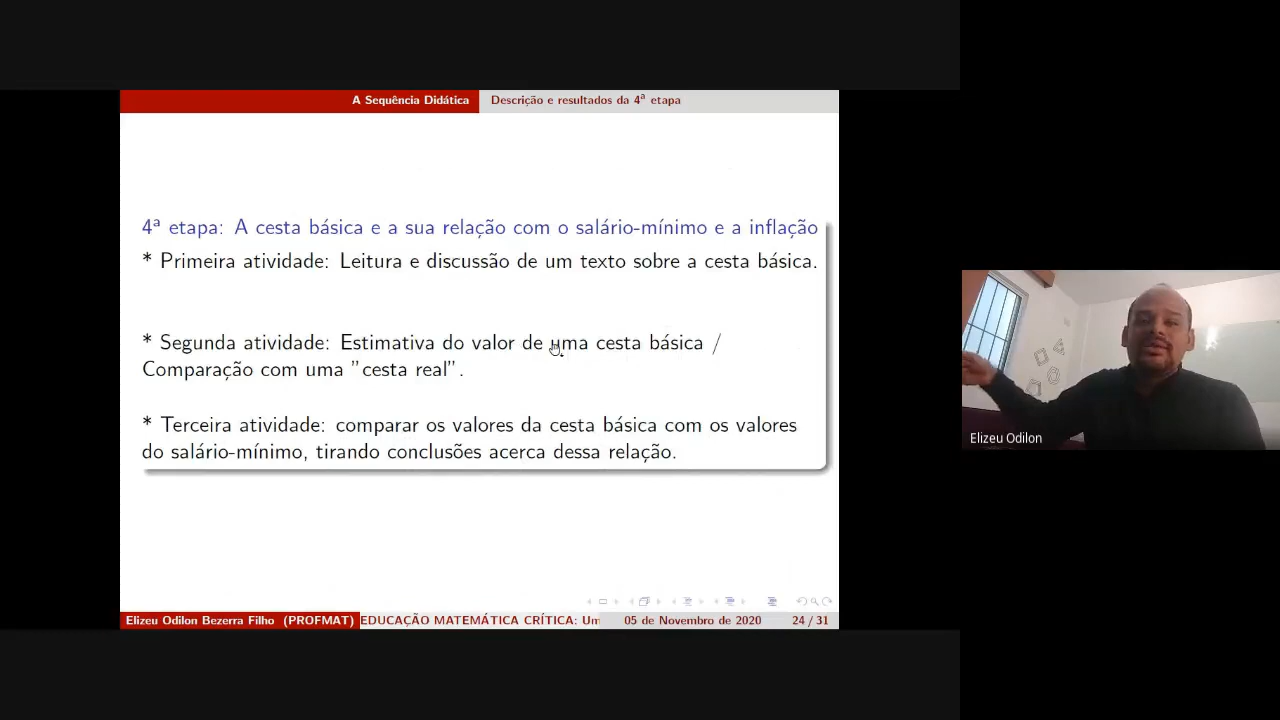 A Sequência Didática Descrição e resultados da 4ª etapa
4ª etapa: A cesta básica e a sua relação com o salário-mínimo e a inflação
* Primeira atividade: Leitura e discussão de um texto sobre a cesta básica.
* Segunda atividade: Estimativa do valor de uma cesta básica /
Comparação com uma "cesta real".
* Terceira atividade: comparar os valores da cesta básica com os valores
do salário-mínimo, tirando conclusões acerca dessa relação.
Elizeu Odilon
Elizeu Odilon Bezerra Filho (PROFMAT) EDUCAÇÃO MATEMÁTICA CRÍTICA: Um 05 de Novembro de 2020 24 / 31